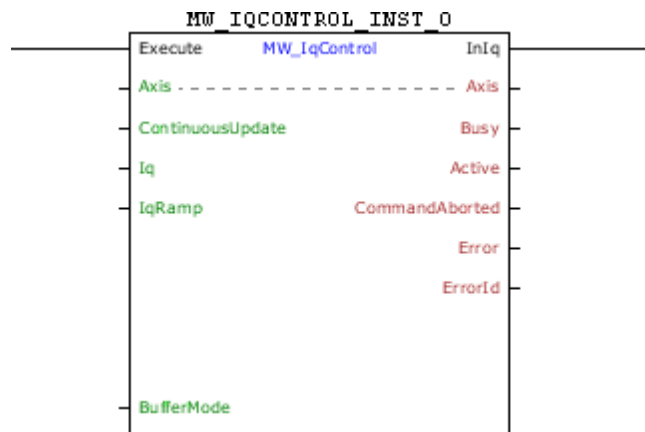 MW_IQCONTROL_INST_0
Execute MW_IqControl InIq
Axis Axis
ContinuousUpdate Busy
Iq Active
IqRamp CommandAborted
Error
ErrorId
BufferMode